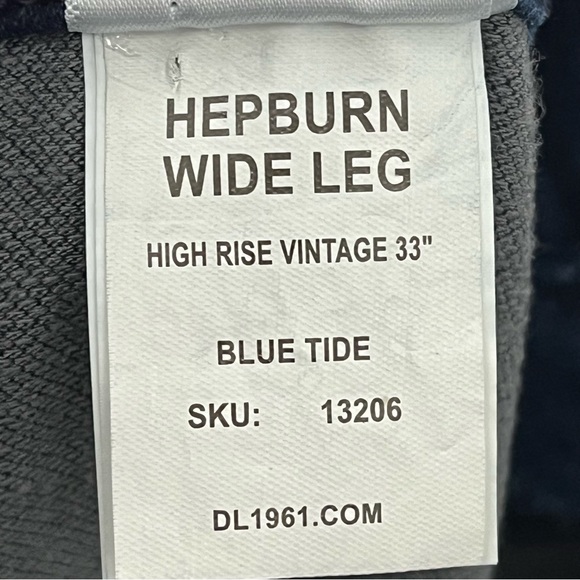 HEPBURN
WIDE LEG
HIGH RISE VINTAGE 33"
BLUE TIDE
SKU: 13206
DL1961.COM